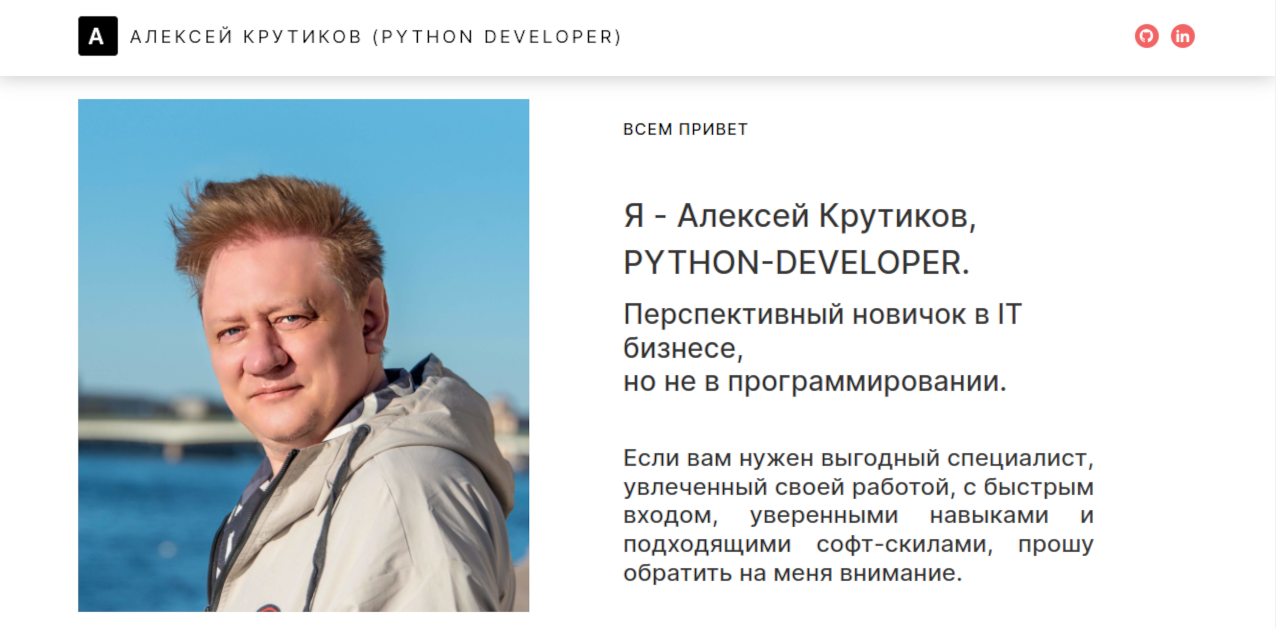 A АЛЕКСЕЙ КРУТИКОВ (PYTHON DEVELOPER)
in
ВСЕМ ПРИВЕТ
Я - Алексей Крутиков,
PYTHON-DEVELOPER.
Перспективный новичок в IT
бизнесе,
но не в программировании.
Если вам нужен выгодный специалист,
увлеченный своей работой, с быстрым
входом, уверенными навыками и
подходящими софт-скилами, прошу
обратить на меня внимание.